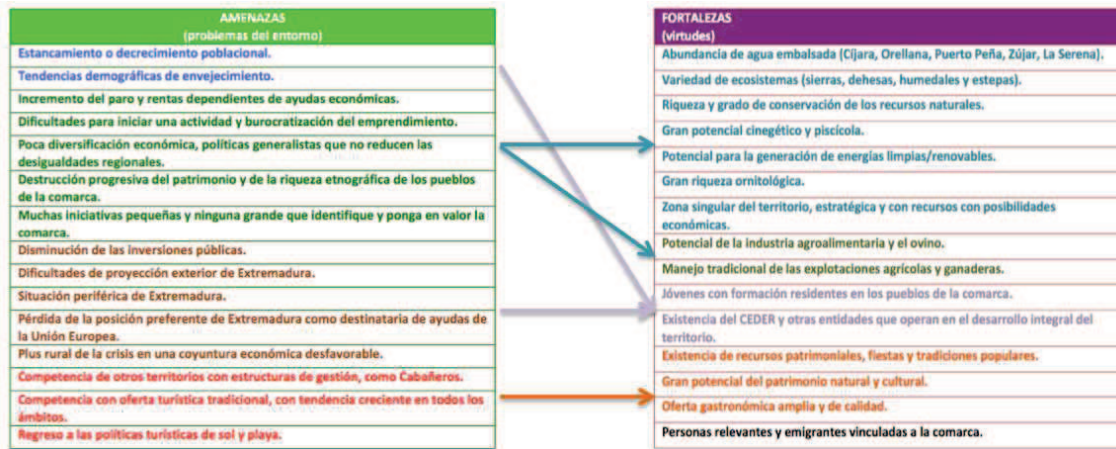 AMENAZAS
(problemas del entorno)
Estancamiento o decrecimiento poblacional.
Tendencias demográficas de envejecimiento.
Incremento del paro y rentas dependientes de ayudas económicas.
Dificultades para iniciar una actividad y burocratización del emprendimiento.
Poca diversificación económica, políticas generalistas que no reducen las
desigualdades regionales.
Destrucción progresiva del patrimonio y de la riqueza etnográfica de los pueblos
de la comarca.
Muchas iniciativas pequeñas y ninguna grande que identifique y ponga en valor la
comarca.
Disminución de las inversiones públicas.
Dificultades de proyección exterior de Extremadura.
Situación periférica de Extremadura.
Pérdida de la posición preferente de Extremadura como destinataria de ayudas de
la Unión Europea.
Plus rural de la crisis en una coyuntura económica desfavorable.
Competencia de otros territorios con estructuras de gestión, como Cabañeros.
Competencia con oferta turística tradicional, con tendencia creciente en todos los
ámbitos.
Regreso a las políticas turísticas de sol y playa.
FORTALEZAS
(virtudes)
Abundancia de agua embalsada (Cíjara, Orellana, Puerto Peña, Zújar, La Serena).
Variedad de ecosistemas (sierras, dehesas, humedales y estepas).
Riqueza y grado de conservación de los recursos naturales.
Gran potencial cinegético y piscícola.
Potencial para la generación de energías limpias/renovables.
Gran riqueza ornitológica.
Zona singular del territorio, estratégica y con recursos con posibilidades
económicas.
Potencial de la industria agroalimentaria y el ovino.
Manejo tradicional de las explotaciones agrícolas y ganaderas.
Jóvenes con formación residentes en los pueblos de la comarca.
Existencia del CEDER y otras entidades que operan en el desarrollo integral del
territorio.
Existencia de recursos patrimoniales, fiestas y tradiciones populares.
Gran potencial del patrimonio natural y cultural.
Oferta gastronómica amplia y de calidad.
Personas relevantes y emigrantes vinculadas a la comarca.